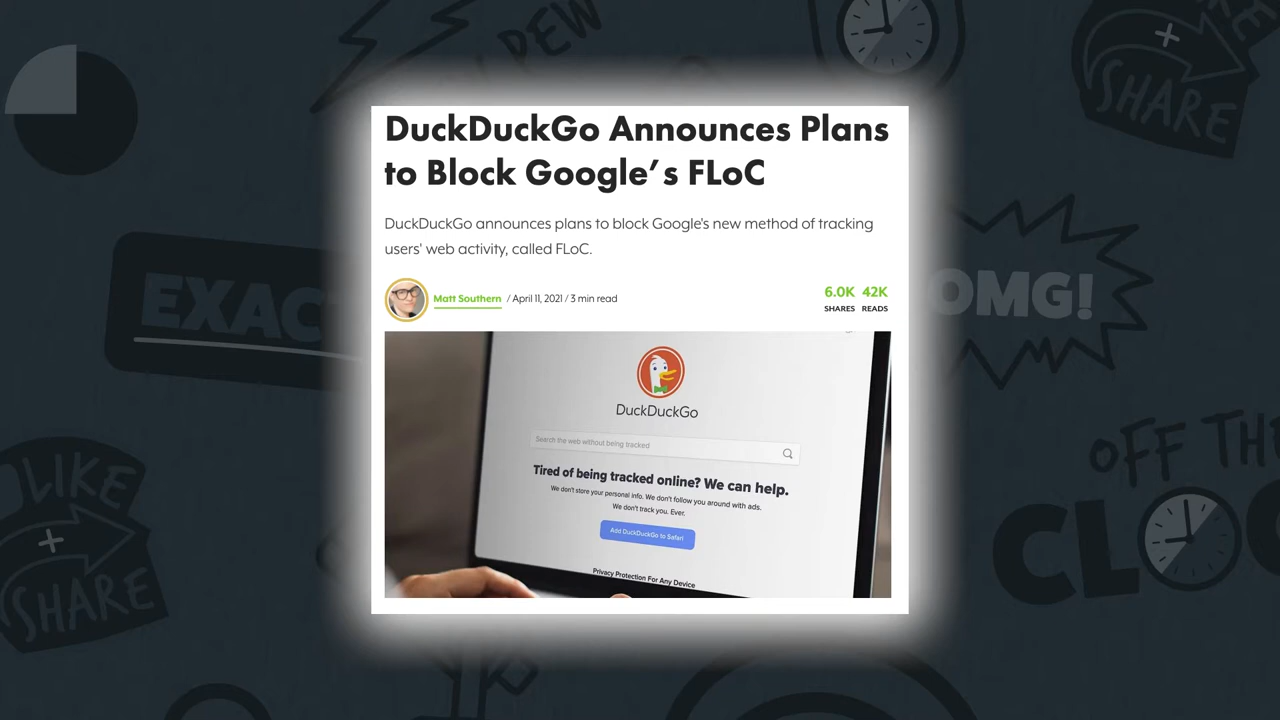 PEW
SHARE
DuckDuckGo Announces Plans
to Block Google's FLoC
DuckDuckGo announces plans to block Google's new method of tracking
users' web activity, called FLoC.
Matt Southern / April 11, 2021 / 3 min read
6.0K 42K
SHARES READS
EXAC
OMG!
DuckDuckGo
Search the web without being tracked
Tired of being tracked online? We can help.
We don't store your personal info. We don't follow you around with ads.
We don't track you. Ever.
Add DuckDuckGo to Safari
Privacy Protection For Any Device
LIKE
SHARE
OFF THE
CLOC